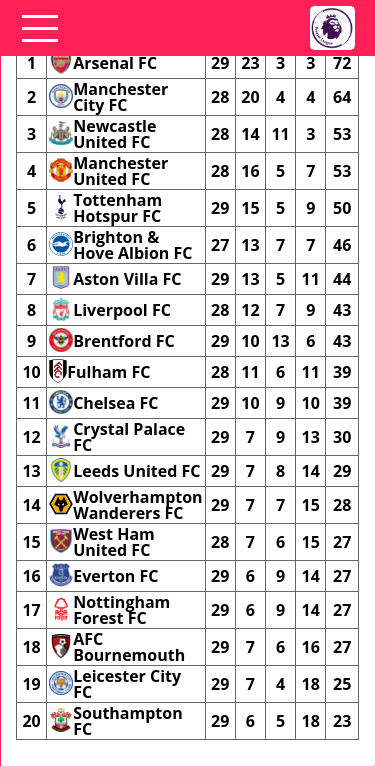 1 Arsenal FC 29 23 3 3 72
2 Manchester City FC 28 20 4 4 64
3 Newcastle United FC 28 14 11 3 53
4 Manchester United FC 28 16 5 7 53
5 Tottenham Hotspur FC 29 15 5 9 50
6 Brighton & Hove Albion FC 27 13 7 7 46
7 Aston Villa FC 29 13 5 11 44
8 Liverpool FC 28 12 7 9 43
9 Brentford FC 29 10 13 6 43
10 Fulham FC 28 11 6 11 39
11 Chelsea FC 29 10 9 10 39
12 Crystal Palace FC 29 7 9 13 30
13 Leeds United FC 29 7 8 14 29
14 Wolverhampton Wanderers FC 29 7 7 15 28
15 West Ham United FC 28 7 6 15 27
16 Everton FC 29 6 9 14 27
17 Nottingham Forest FC 29 6 9 14 27
18 AFC Bournemouth 29 7 6 16 27
19 Leicester City FC 29 7 4 18 25
20 Southampton FC 29 6 5 18 23